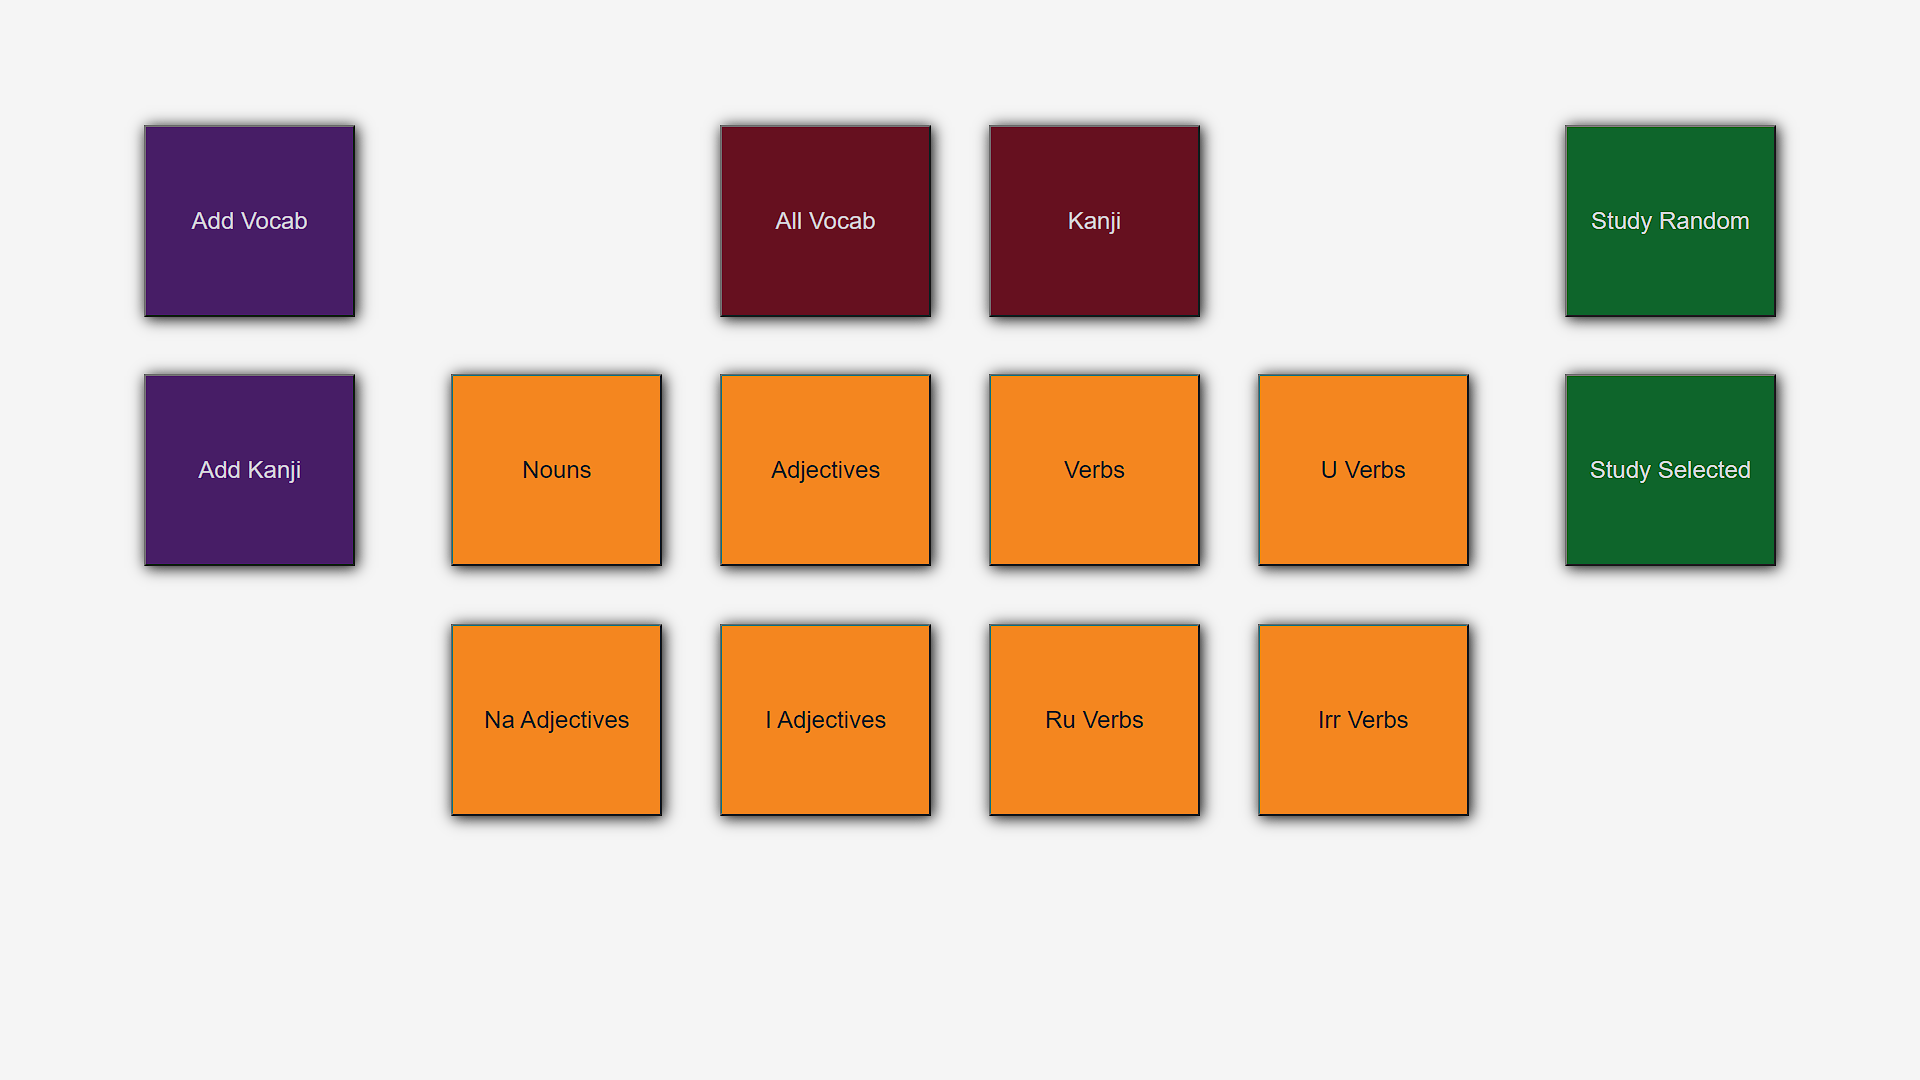 Add Vocab
All Vocab
Kanji
Study Random
Add Kanji
Nouns
Adjectives
Verbs
U Verbs
Study Selected
Na Adjectives
I Adjectives
Ru Verbs
Irr Verbs